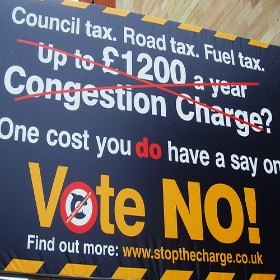 Council tax. Road tax. Fuel tax.
Up to £1200 a year
Congestion Charge?
One cost you do have a say on
Vote NO!
Find out more: www.stopthecharge.co.uk